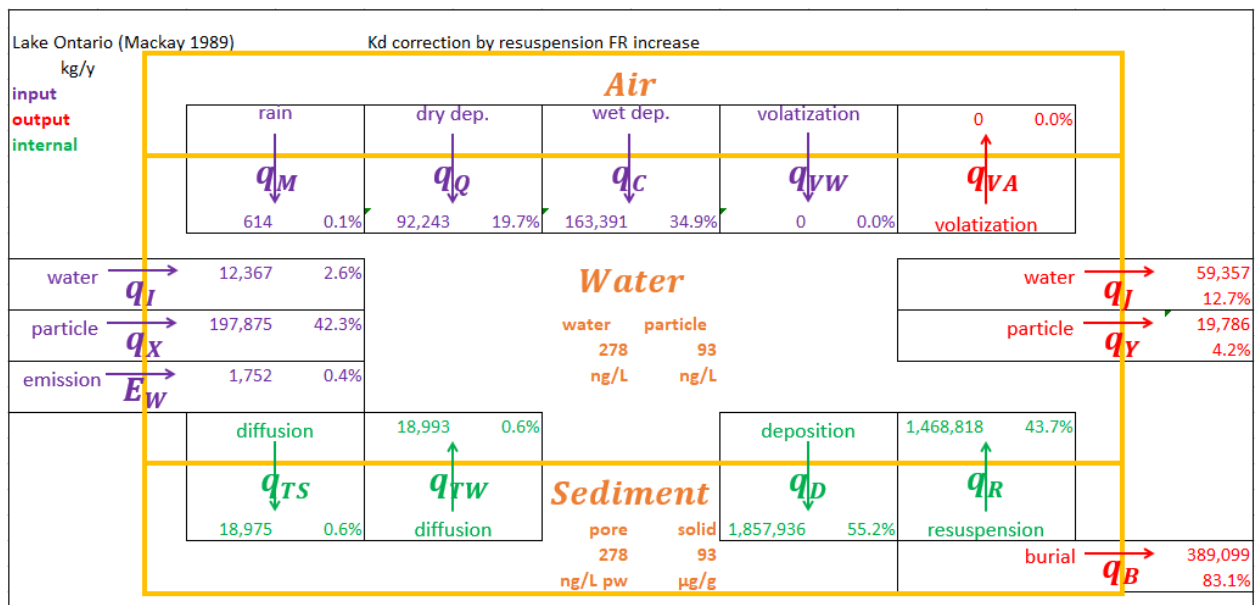 Lake Ontario (Mackay 1989) Kd correction by resuspension FR increase
kg/y
input
output
internal
Air
rain dry dep. wet dep. volatization 0 0.0%
qM qQ qC qVW qVA
614 0.1% 92,243 19.7% 163,391 34.9% 0 0.0% volatization
water 12,367 2.6%
qI
particle 197,875 42.3%
qX
emission 1,752 0.4%
EW
Water
water particle
278 93
ng/L ng/L
water 59,357
qJ 12.7%
particle 19,786
qY 4.2%
diffusion 18,993 0.6% deposition 1,468,818 43.7%
qTS qTW Sediment qD qR
18,975 0.6% diffusion pore solid 1,857,936 55.2% resuspension
278 93
ng/L pw µg/g
burial 389,099
qB 83.1%